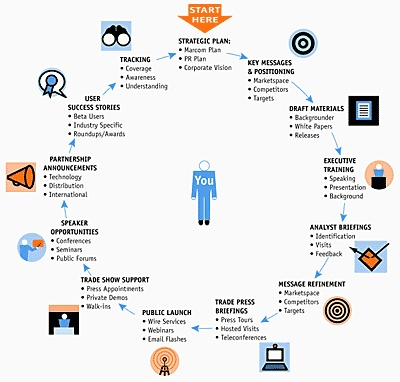 START
HERE
STRATEGIC PLAN:
• Marcom Plan
• PR Plan
• Corporate Vision
KEY MESSAGES
& POSITIONING
• Marketspace
• Competitors
• Targets
DRAFT MATERIALS
• Backgrounder
• White Papers
• Releases
EXECUTIVE
TRAINING
• Speaking
• Presentation
• Background
ANALYST BRIEFINGS
• Identification
• Visits
• Feedback
MESSAGE REFINEMENT
• Marketspace
• Competitors
• Targets
TRADE PRESS
BRIEFINGS
• Press Tours
• Hosted Visits
• Teleconferences
PUBLIC LAUNCH
• Wire Services
• Webinars
• Email Flashes
TRADE SHOW SUPPORT
• Press Appointments
• Private Demos
• Walk-ins
SPEAKER
OPPORTUNITIES
• Conferences
• Seminars
• Public Forums
PARTNERSHIP
ANNOUNCEMENTS
• Technology
• Distribution
• International
USER
SUCCESS STORIES
• Beta Users
• Industry Specific
• Roundups/Awards
TRACKING
• Coverage
• Awareness
• Understanding
You